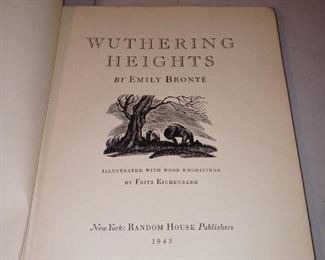 WUTHERING
HEIGHTS
BY EMILY BRONTË
ILLUSTRATED WITH WOOD ENGRAVINGS
BY FRITZ EICHENBERG
New York: RANDOM HOUSE Publishers
1943